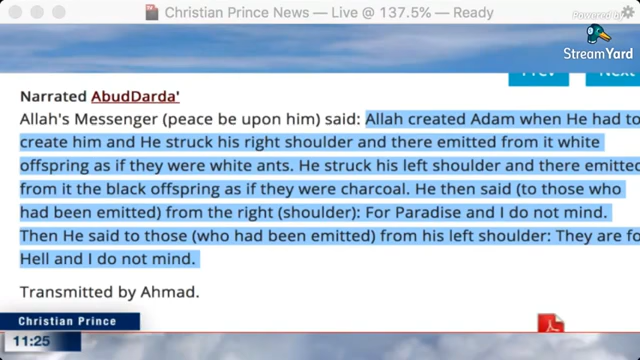 Christian Prince News — Live @ 137.5% — Ready
Powered by
StreamYard
Prev Next
Narrated AbudDarda'
Allah's Messenger (peace be upon him) said: Allah created Adam when He had to
create him and He struck his right shoulder and there emitted from it white
offspring as if they were white ants. He struck his left shoulder and there emitted
from it the black offspring as if they were charcoal. He then said (to those who
had been emitted) from the right (shoulder): For Paradise and I do not mind.
Then He said to those (who had been emitted) from his left shoulder: They are fo
Hell and I do not mind.
Transmitted by Ahmad.
Christian Prince
11:25